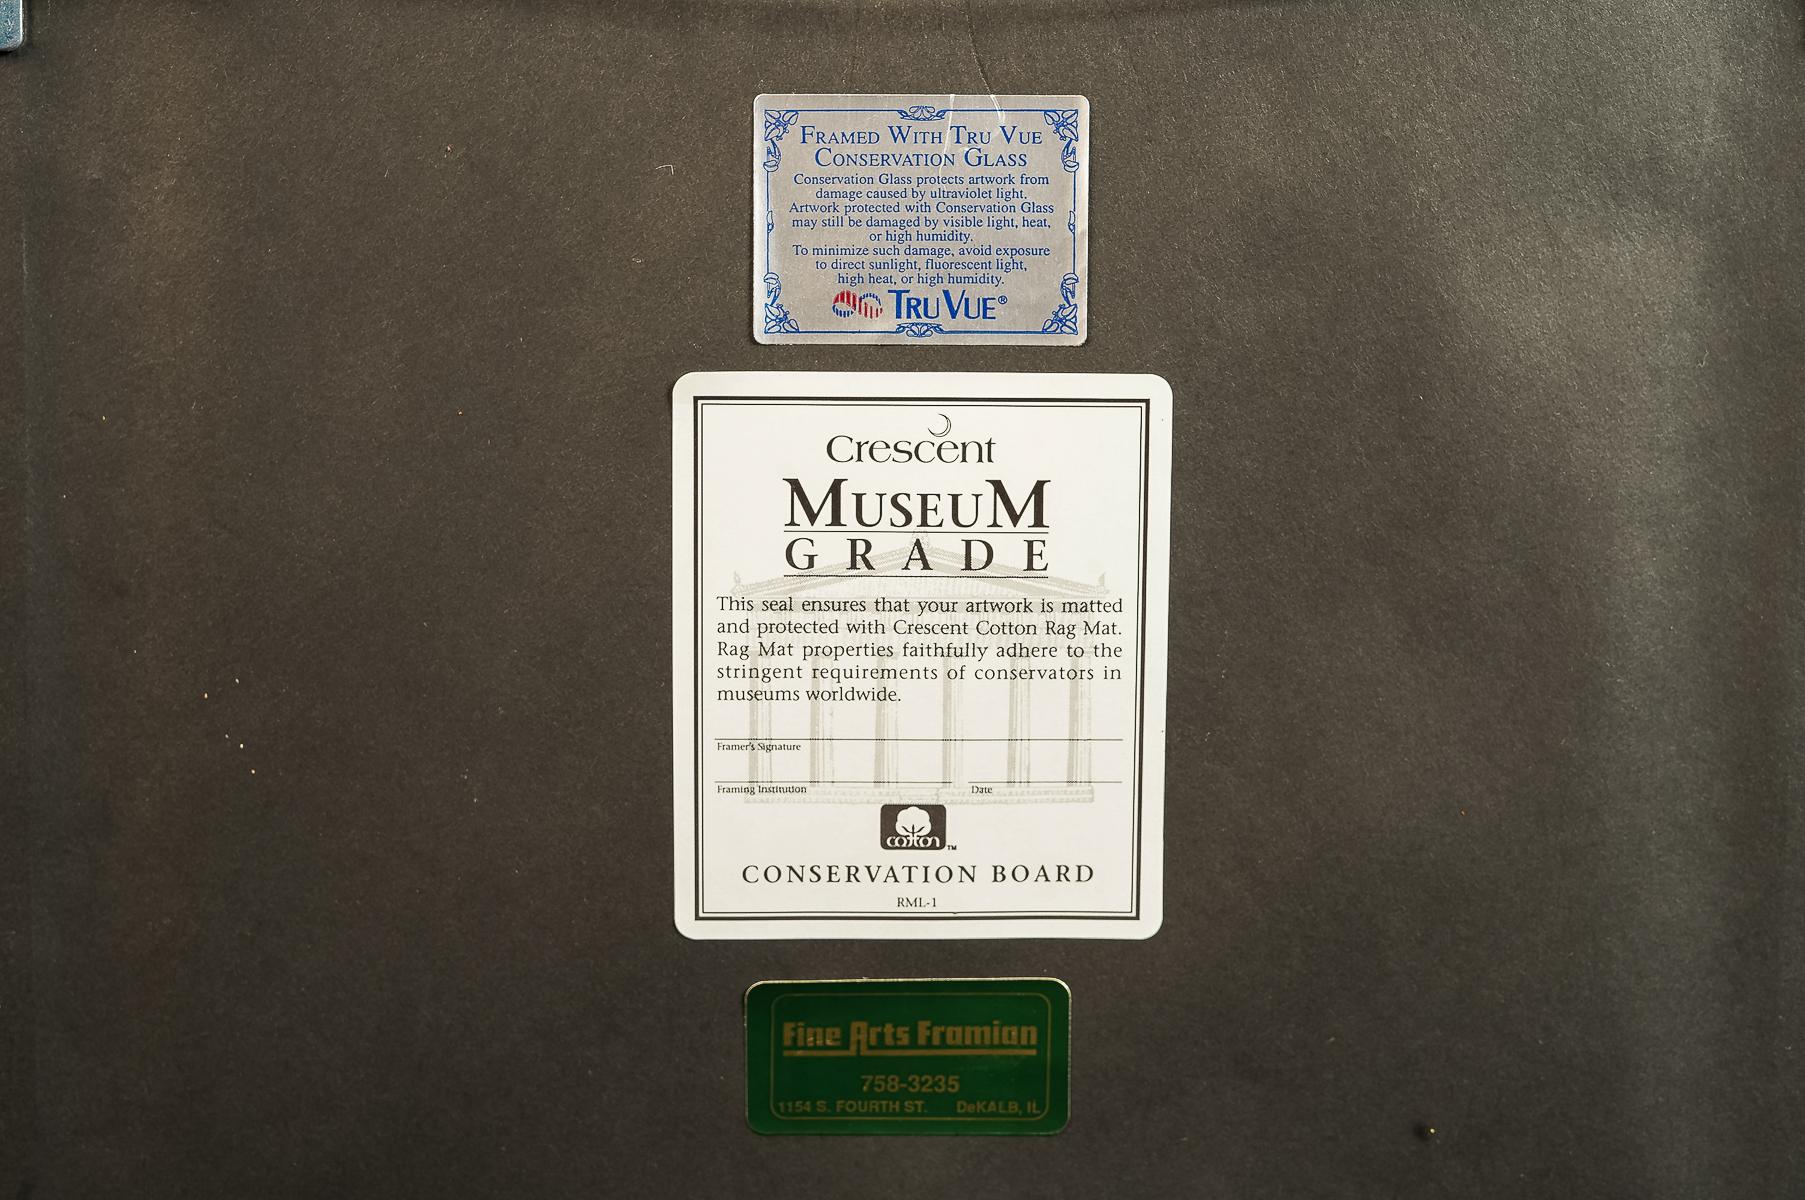 FRAMED WITH TRU VUE
CONSERVATION GLASS
Conservation Glass protects artwork from
damage caused by ultraviolet light.
Artwork protected with Conservation Glass
may still be damaged by visible light, heat,
or high humidity.
To minimize such damage, avoid exposure
to direct sunlight, fluorescent light,
high heat, or high humidity.
TRU VUE®
Crescent
MUSEUM
GRADE
This seal ensures that your artwork is matted
and protected with Crescent Cotton Rag Mat.
Rag Mat properties faithfully adhere to the
stringent requirements of conservators in
museums worldwide.
Framer's Signature
Framing Institution Date
cotton™
CONSERVATION BOARD
RML-1
Fine Arts Framian
758-3235
1154 S. FOURTH ST. DeKALB, IL